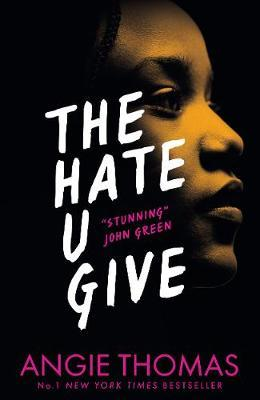 THE
HATE
U
GIVE
"STUNNING"
JOHN GREEN
ANGIE THOMAS
No.1 NEW YORK TIMES BESTSELLER